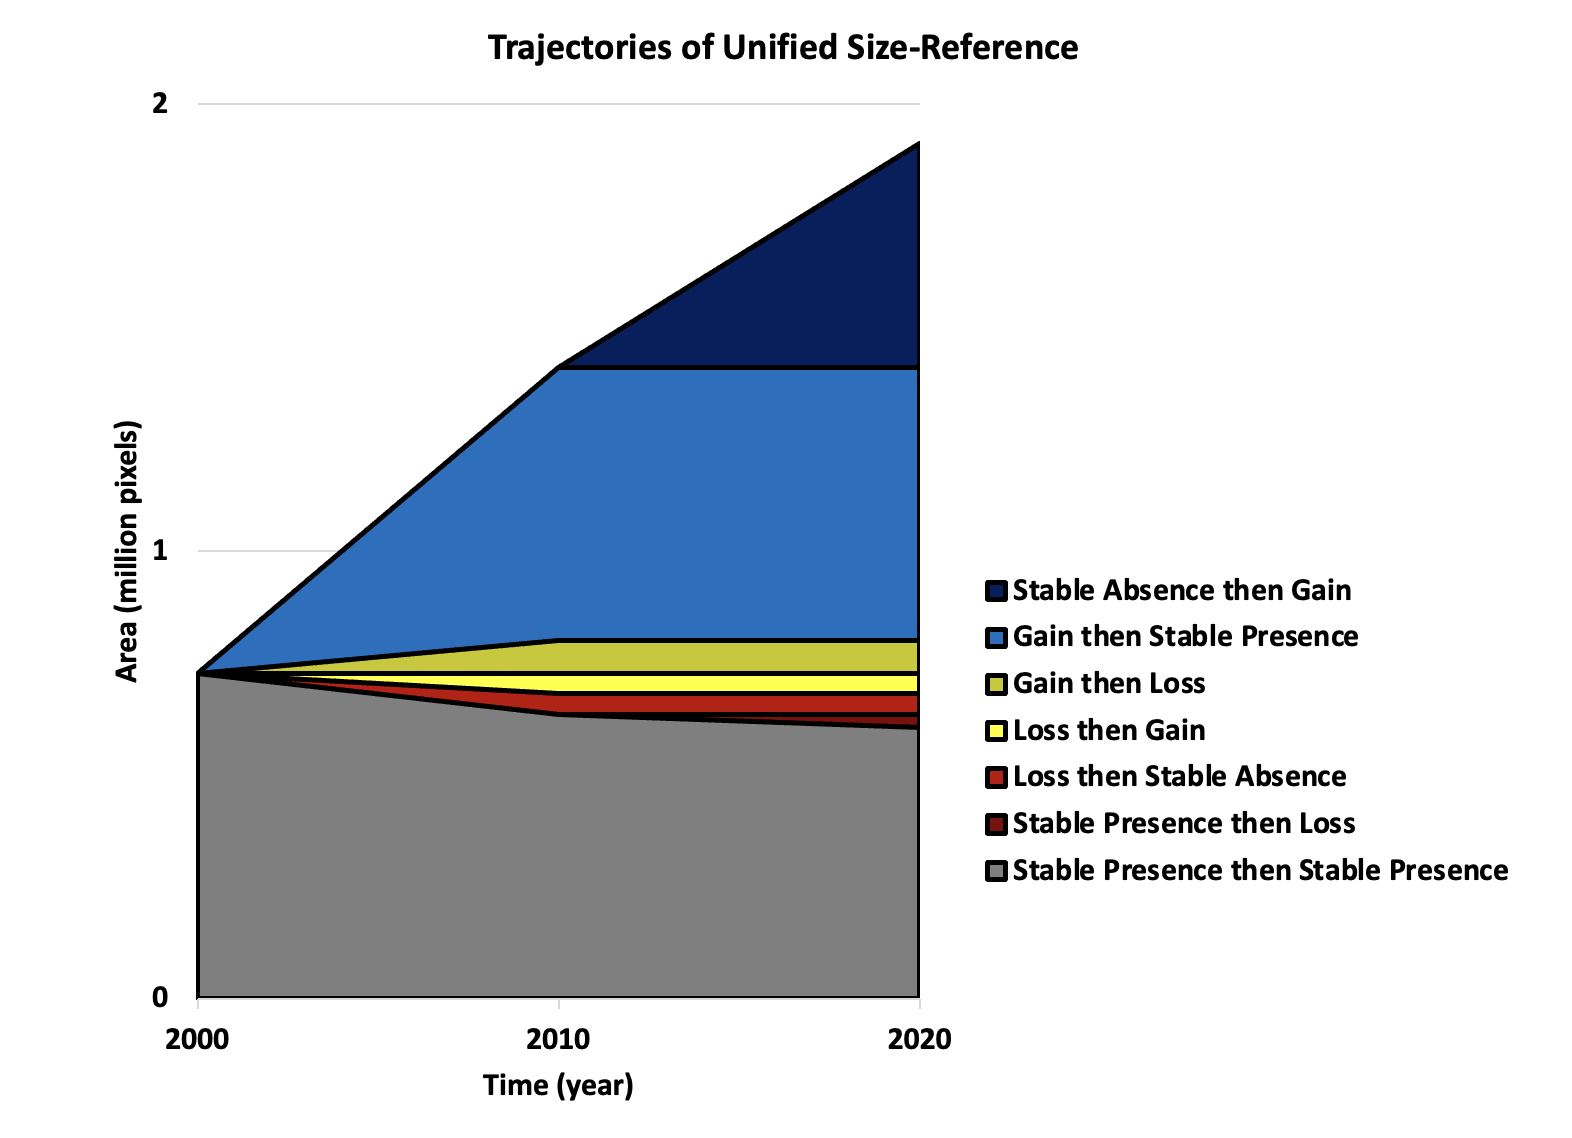 Trajectories of Unified Size-Reference
2
1
0
Area (million pixels)
2000
2010
2020
Time (year)
Stable Absence then Gain
Gain then Stable Presence
Gain then Loss
Loss then Gain
Loss then Stable Absence
Stable Presence then Loss
Stable Presence then Stable Presence